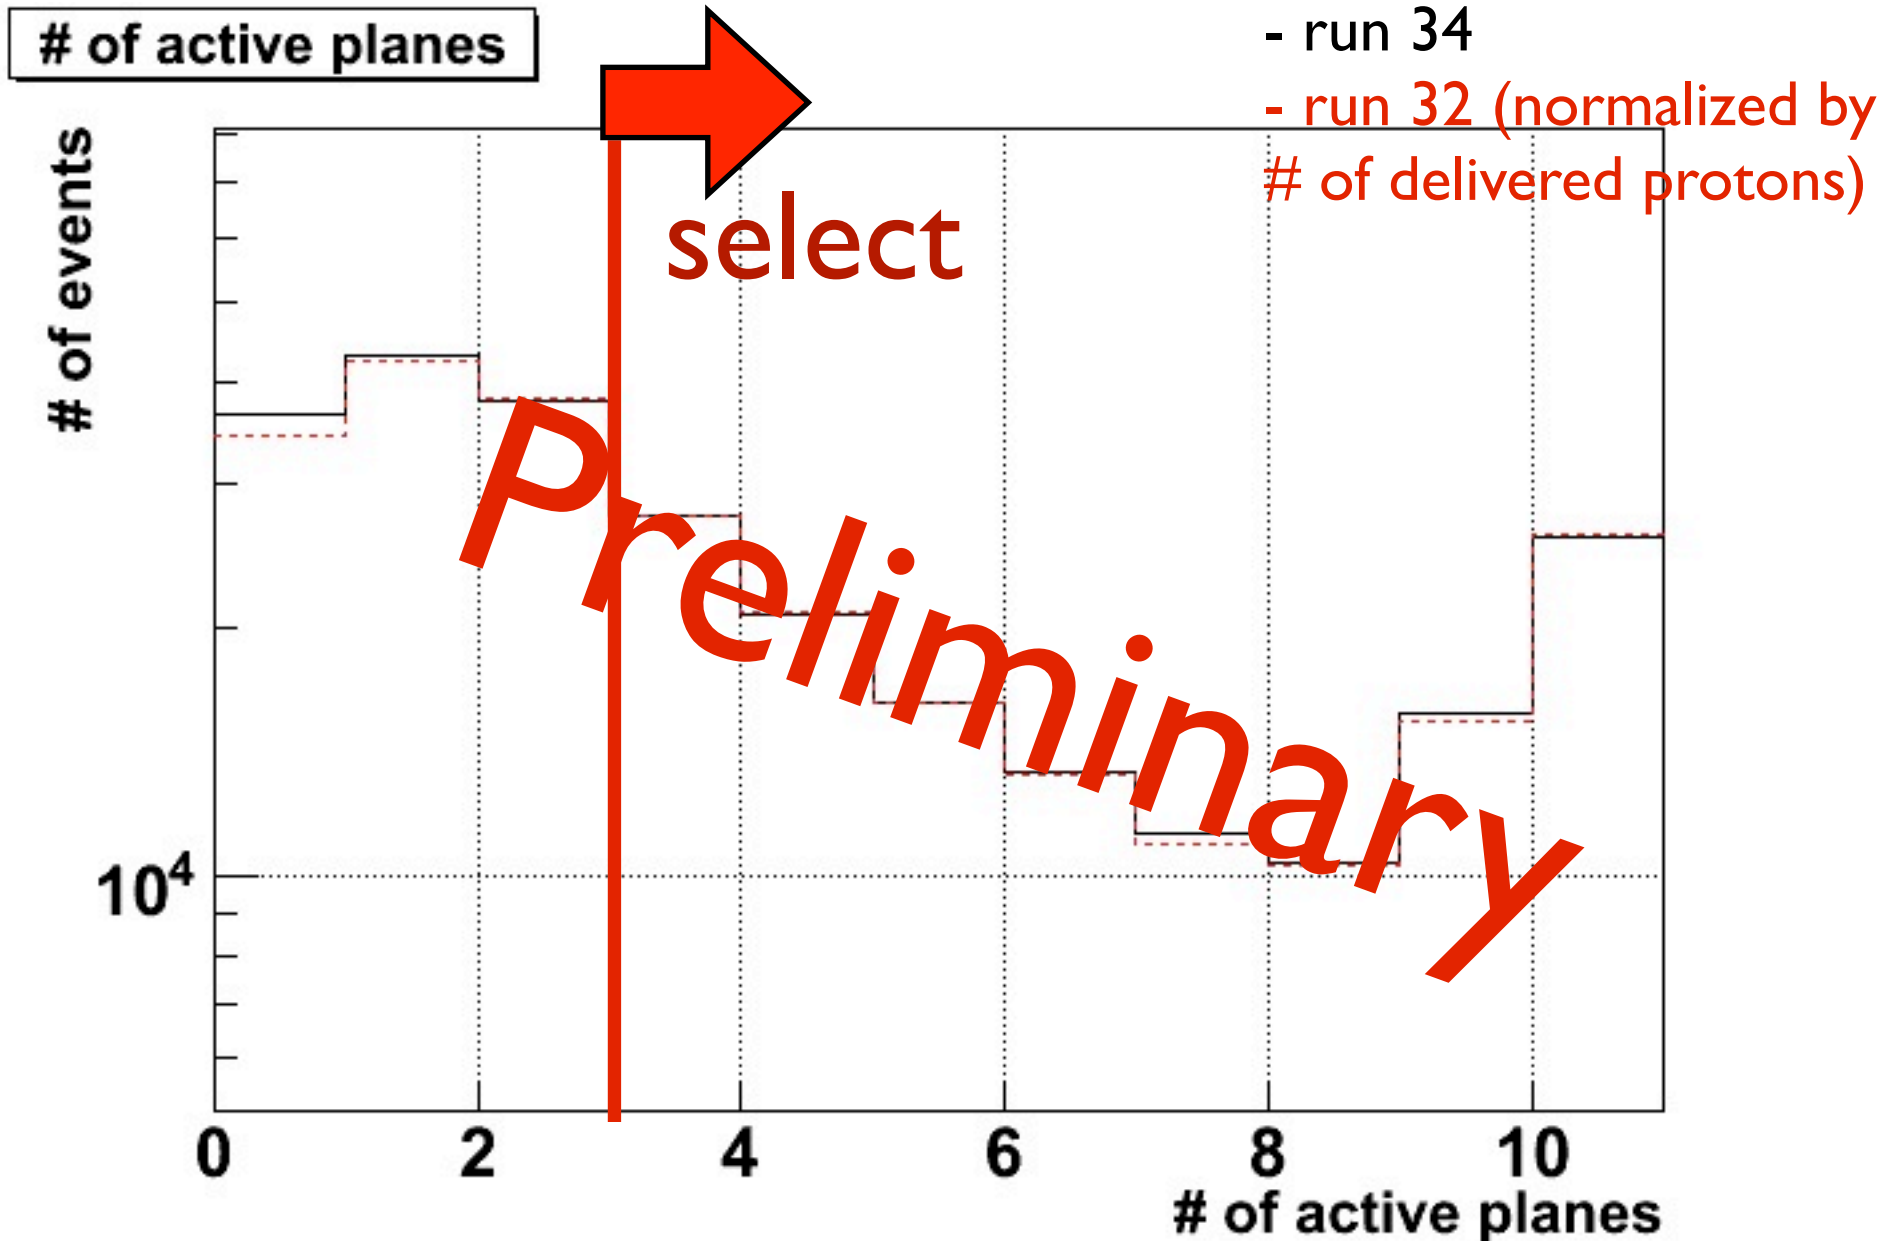 # of active planes
- run 34
- run 32 (normalized by
# of delivered protons)
select
# of events
Preliminary
10⁴
0 2 4 6 8 10
# of active planes